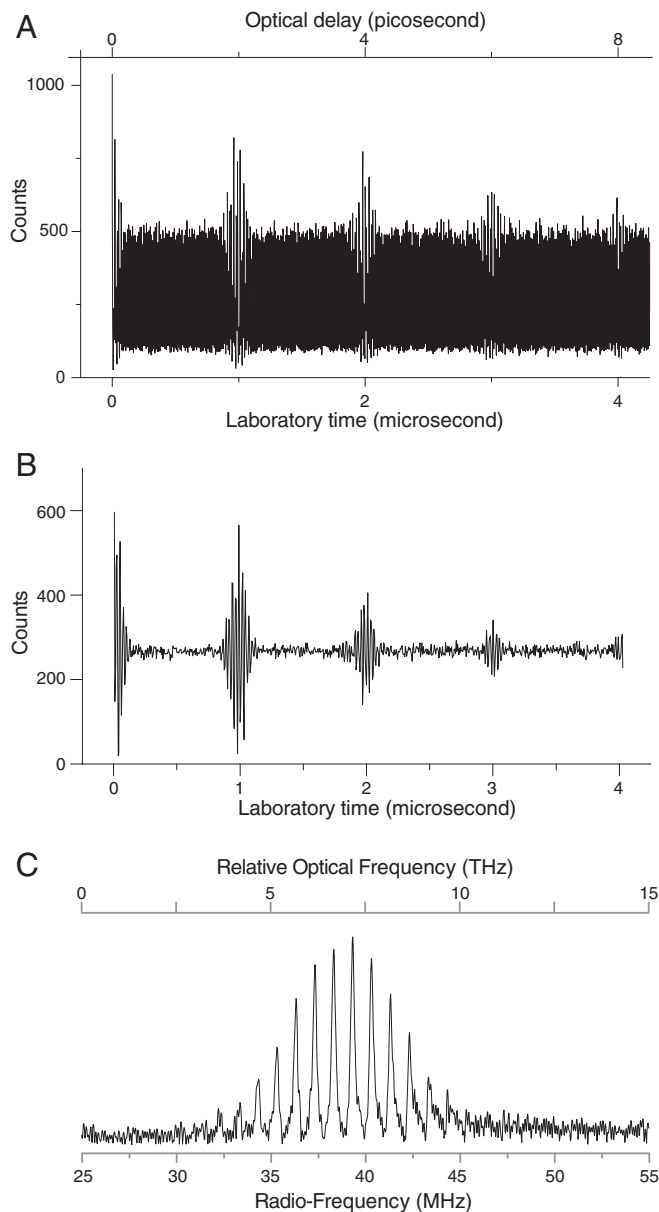 A
Optical delay (picosecond)
0 4 8
1000
500
0
Counts
0 2 4
Laboratory time (microsecond)
B
600
400
200
0
Counts
0 1 2 3 4
Laboratory time (microsecond)
C
Relative Optical Frequency (THz)
0 5 10 15
25 30 35 40 45 50 55
Radio-Frequency (MHz)